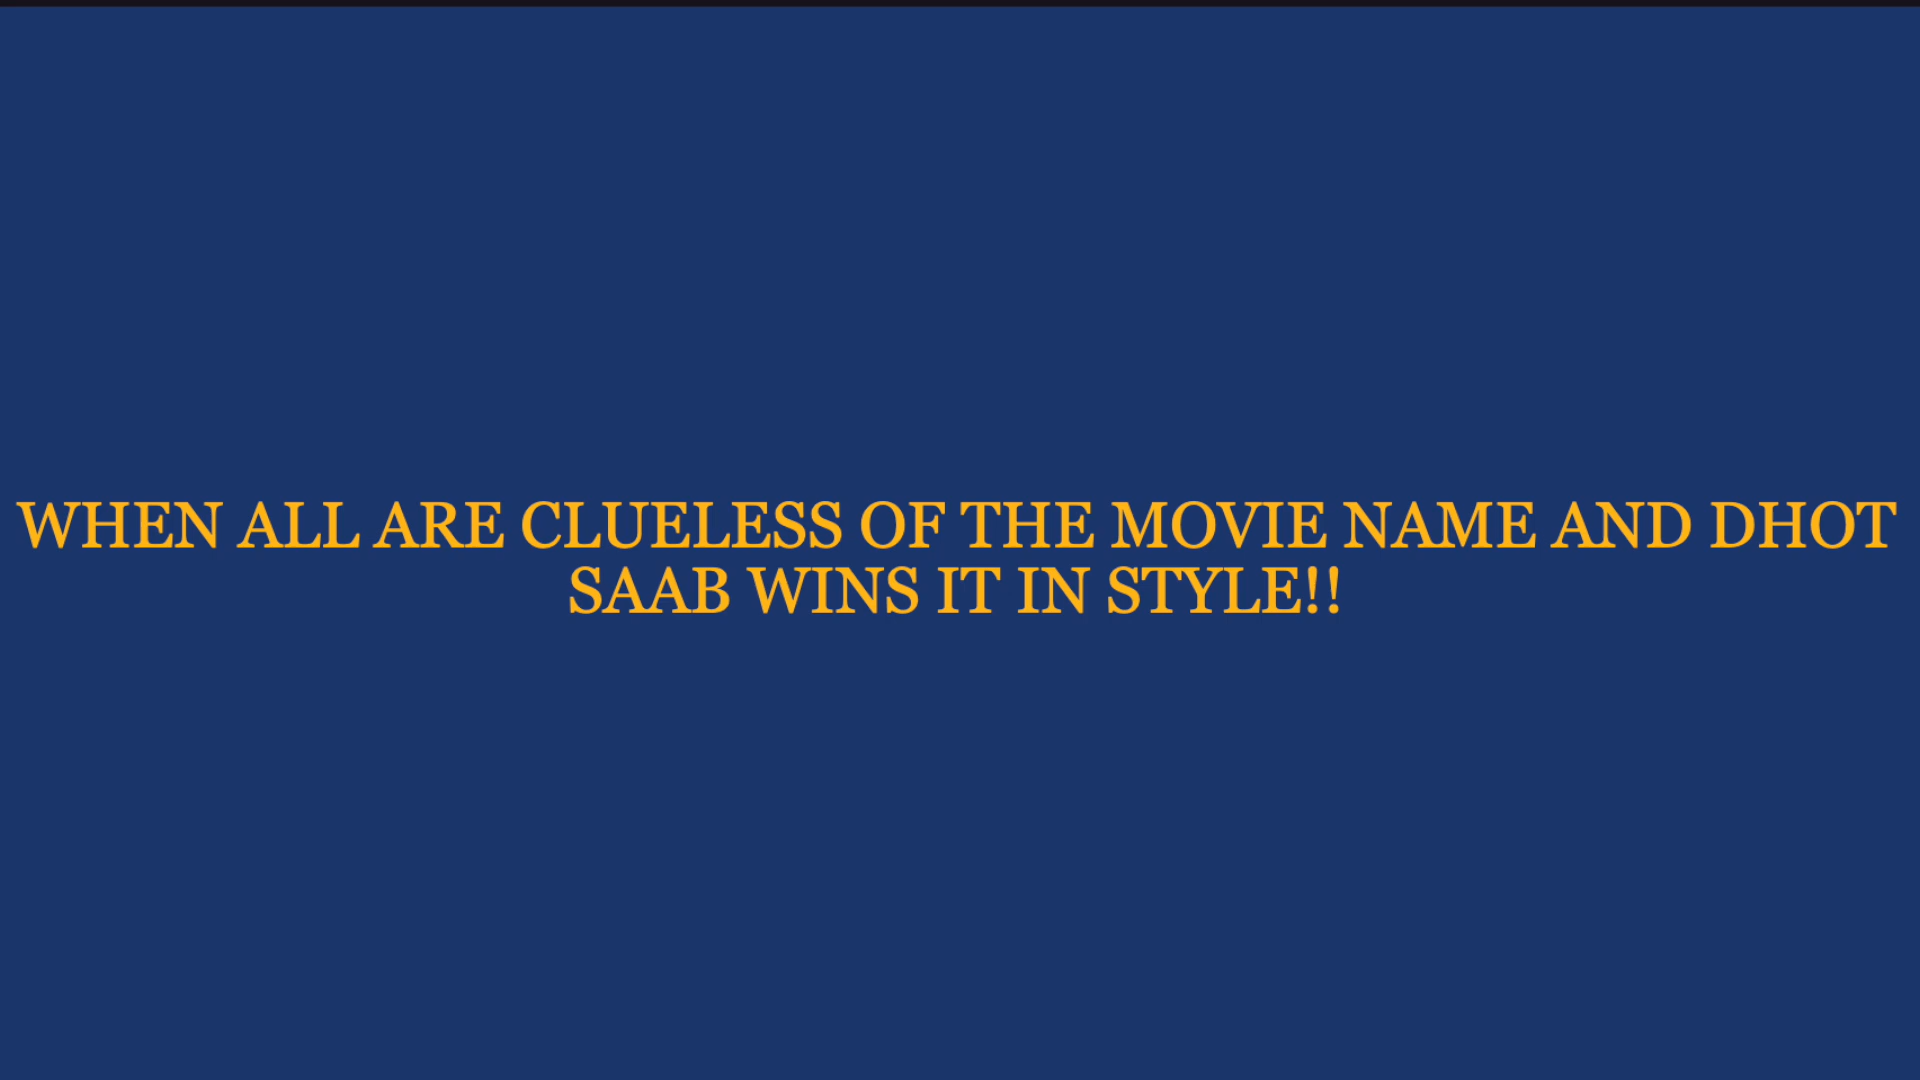 WHEN ALL ARE CLUELESS OF THE MOVIE NAME AND DHOT
SAAB WINS IT IN STYLE!!